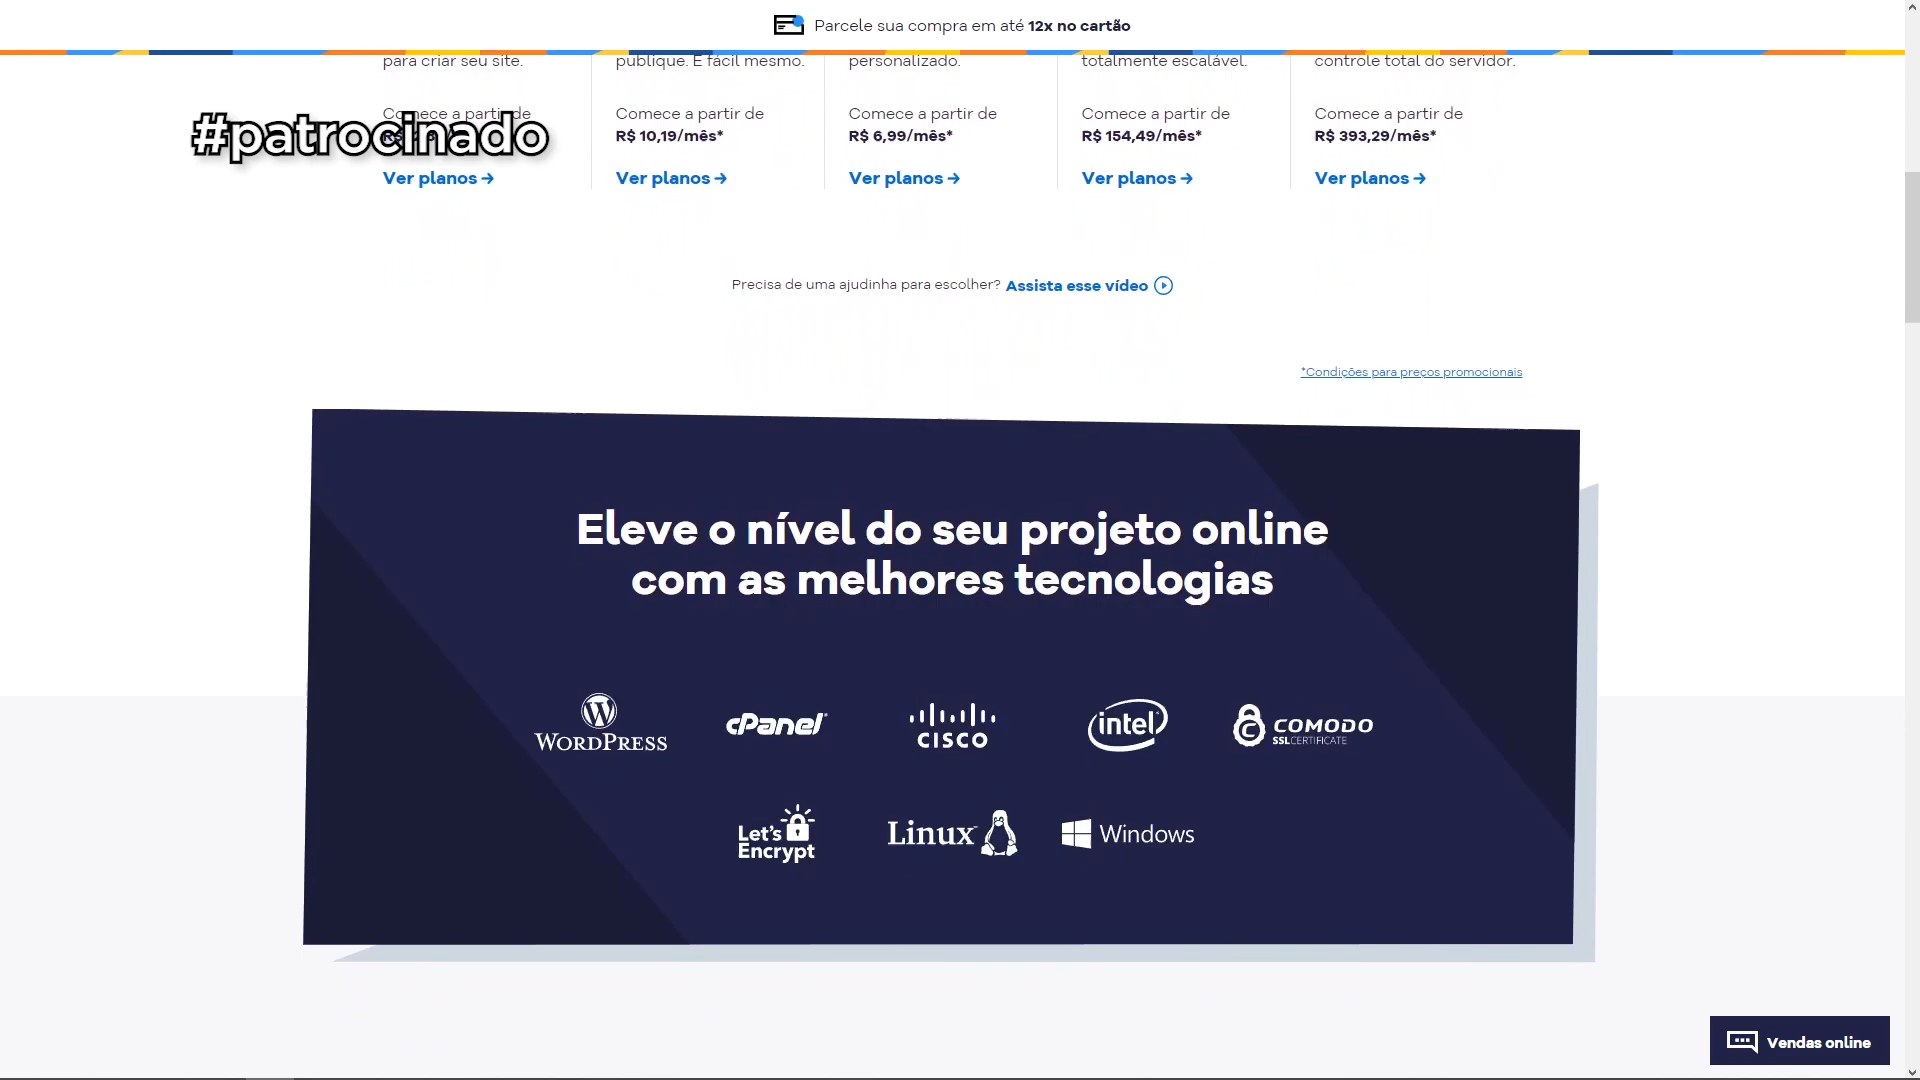 Parcele sua compra em até 12x no cartão
para criar seu site.
publique. É fácil mesmo.
personalizado.
totalmente escalável.
controle total do servidor.
#patrocinado
Comece a partir de
Comece a partir de
R$ 10,19/mês*
Comece a partir de
R$ 6,99/mês*
Comece a partir de
R$ 154,49/mês*
Comece a partir de
R$ 393,29/mês*
Ver planos →
Ver planos →
Ver planos →
Ver planos →
Ver planos →
Precisa de uma ajudinha para escolher? Assista esse vídeo
*Condições para preços promocionais
Eleve o nível do seu projeto online
com as melhores tecnologias
WORDPRESS
cPanel
CISCO
intel
COMODO
SSL CERTIFICATE
Let's
Encrypt
Linux
Windows
Vendas online